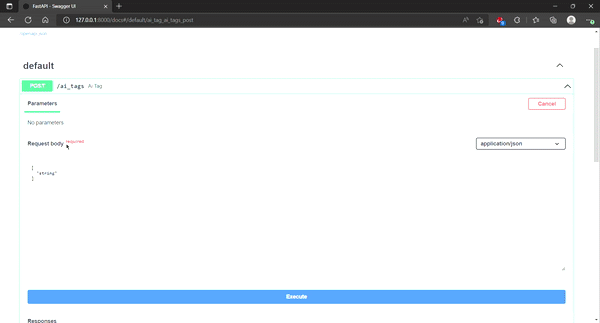 FastAPI - Swagger UI
127.0.0.1:8000/docs#/default/ai_tag_ai_tags_post
openapi.json
default
POST /ai_tags Ai Tag
Parameters
Cancel
No parameters
Request body required
application/json
[
"string"
]
Execute
Responses